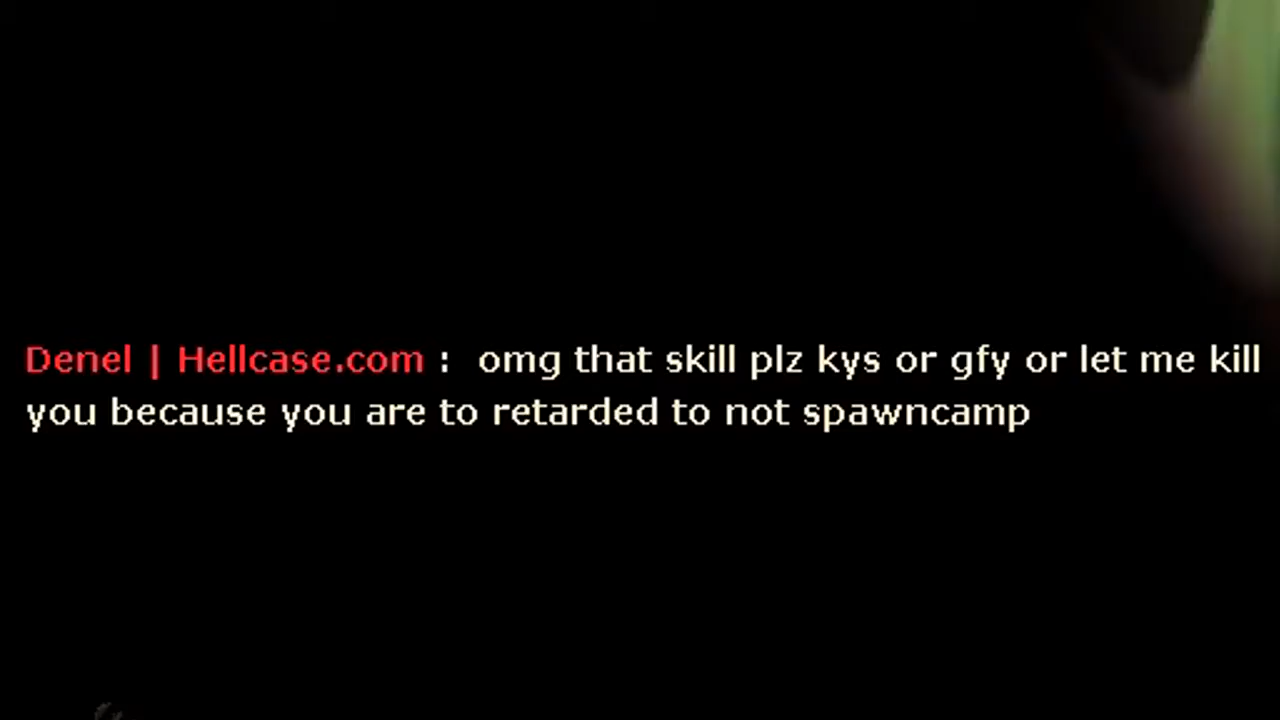 Denel | Hellcase.com :  omg that skill plz kys or gfy or let me kill
you because you are to retarded to not spawncamp